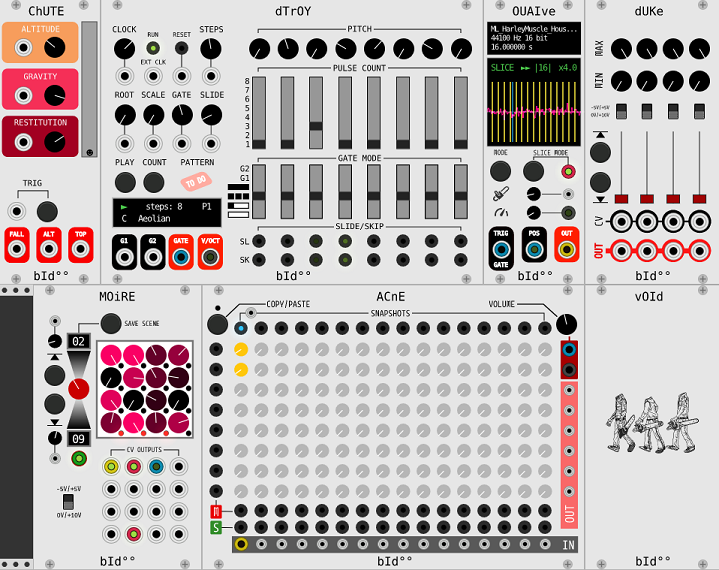 ChUTE
ALTITUDE
GRAVITY
RESTITUTION
TRIG
FALL ALT TOP
bId°°
dTrOY
CLOCK RUN RESET STEPS
EXT CLK
ROOT SCALE GATE SLIDE
PLAY COUNT PATTERN
TO DO
► steps: 8 P1
C Aeolian
G1 G2 GATE V/OCT
PITCH
PULSE COUNT
8
7
6
5
4
3
2
1
GATE MODE
G2
G1
SLIDE/SKIP
SL
SK
bId°°
OUAIve
ML HarleyMuscle_Hous...
44100 Hz 16 bit
16.000000 s
SLICE ►► |16| x4.0
MODE SLICE MODE
TRIG POS OUT
GATE
bId°°
dUKe
MAX
MIN
-5V/+5V
0V/+10V
CV
OUT
bId°°
MOiRE
SAVE SCENE
02
09
CV OUTPUTS
-5V/+5V
0V/+10V
bId°°
ACnE
COPY/PASTE VOLUME
SNAPSHOTS
M
S
OUT
IN
bId°°
vOId
bId°°